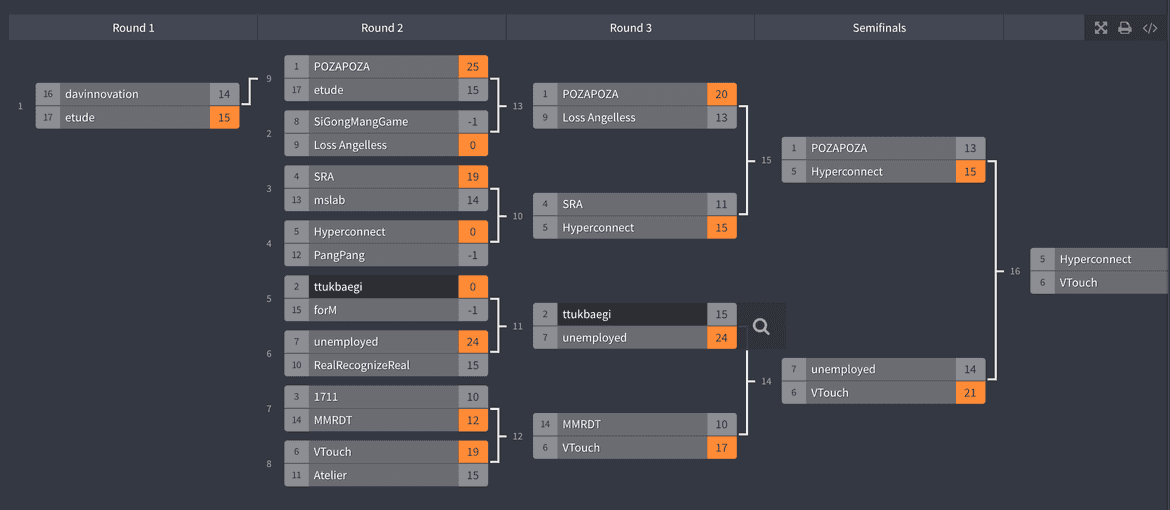 Round 1 Round 2 Round 3 Semifinals
1
16 davinnovation 14
17 etude 15
9
1 POZAPOZA 25
17 etude 15
2
8 SiGongMangGame -1
9 Loss Angelless 0
3
4 SRA 19
13 mslab 14
4
5 Hyperconnect 0
12 PangPang -1
5
2 ttukbaegi 0
15 forM -1
6
7 unemployed 24
10 RealRecognizeReal 15
7
3 1711 10
14 MMRDT 12
8
6 VTouch 19
11 Atelier 15
13
1 POZAPOZA 20
9 Loss Angelless 13
10
4 SRA 11
5 Hyperconnect 15
11
2 ttukbaegi 15
7 unemployed 24
12
14 MMRDT 10
6 VTouch 17
15
1 POZAPOZA 13
5 Hyperconnect 15
14
7 unemployed 14
6 VTouch 21
16
5 Hyperconnect
6 VTouch